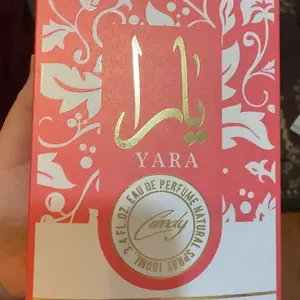 يارا
YARA
3.4 FL.OZ. EAU DE PERFUME NATURAL SPRAY 100ML
Candy